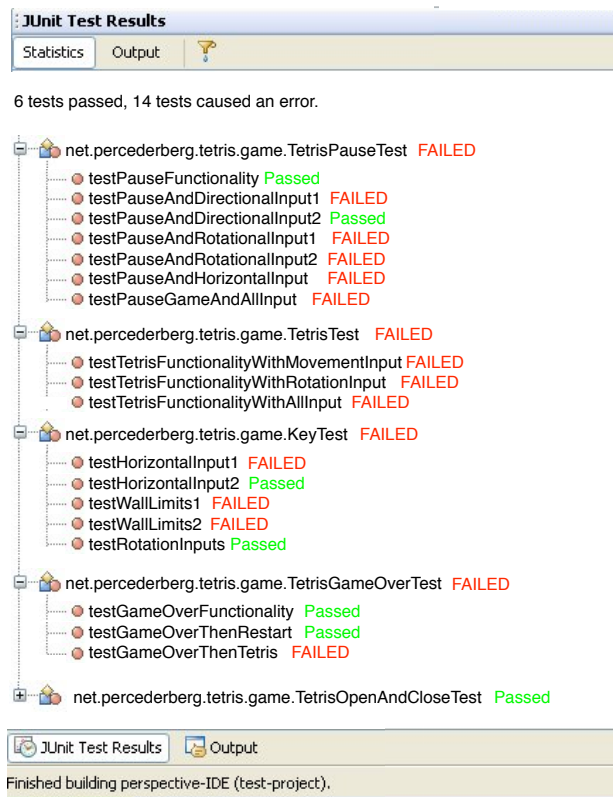 JUnit Test Results
Statistics Output
6 tests passed, 14 tests caused an error.
net.percederberg.tetris.game.TetrisPauseTest FAILED
testPauseFunctionality Passed
testPauseAndDirectionalInput1 FAILED
testPauseAndDirectionalInput2 Passed
testPauseAndRotationalInput1 FAILED
testPauseAndRotationalInput2 FAILED
testPauseAndHorizontalInput FAILED
testPauseGameAndAllInput FAILED
net.percederberg.tetris.game.TetrisTest FAILED
testTetrisFunctionalityWithMovementInput FAILED
testTetrisFunctionalityWithRotationInput FAILED
testTetrisFunctionalityWithAllInput FAILED
net.percederberg.tetris.game.KeyTest FAILED
testHorizontalInput1 FAILED
testHorizontalInput2 Passed
testWallLimits1 FAILED
testWallLimits2 FAILED
testRotationInputs Passed
net.percederberg.tetris.game.TetrisGameOverTest FAILED
testGameOverFunctionality Passed
testGameOverThenRestart Passed
testGameOverThenTetris FAILED
net.percederberg.tetris.game.TetrisOpenAndCloseTest Passed
JUnit Test Results Output
Finished building perspective-IDE (test-project).